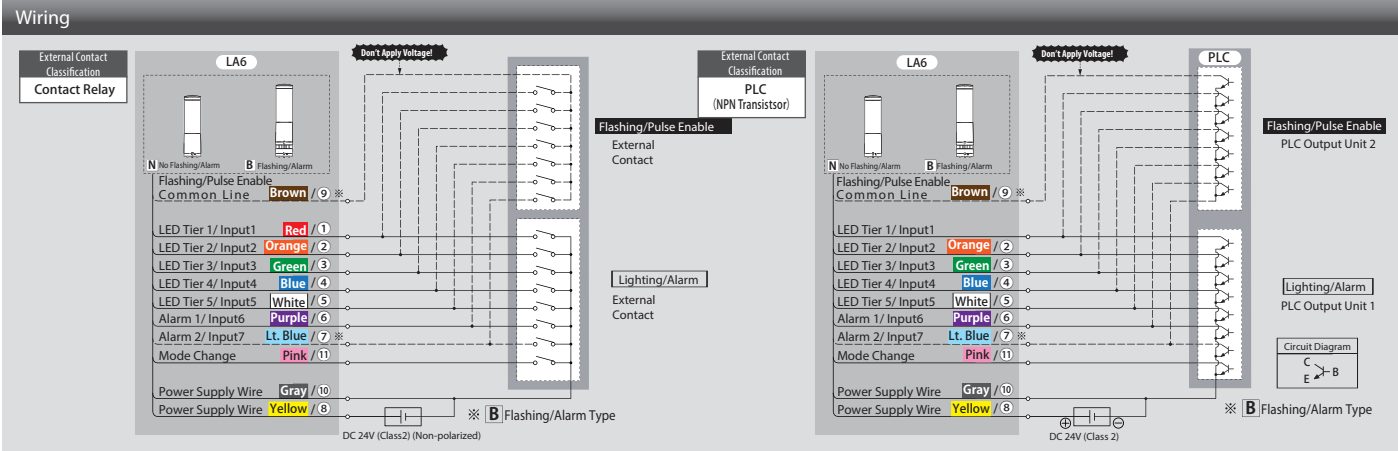 Wiring
External Contact
Classification
Contact Relay
LA6
Don't Apply Voltage!
N No Flashing/Alarm
B Flashing/Alarm
Flashing/Pulse Enable
Common Line Brown / ⑨ ※
LED Tier 1/ Input1 Red / ①
LED Tier 2/ Input2 Orange / ②
LED Tier 3/ Input3 Green / ③
LED Tier 4/ Input4 Blue / ④
LED Tier 5/ Input5 White / ⑤
Alarm 1/ Input6 Purple / ⑥
Alarm 2/ Input7 Lt. Blue / ⑦ ※
Mode Change Pink / ⑪
Power Supply Wire Gray / ⑩
Power Supply Wire Yellow / ⑧
DC 24V (Class2) (Non-polarized)
Flashing/Pulse Enable
External
Contact
Lighting/Alarm
External
Contact
※ B Flashing/Alarm Type
External Contact
Classification
PLC
(NPN Transistsor)
LA6
Don't Apply Voltage!
PLC
N No Flashing/Alarm
B Flashing/Alarm
Flashing/Pulse Enable
Common Line Brown / ⑨ ※
LED Tier 1/ Input1
LED Tier 2/ Input2 Orange / ②
LED Tier 3/ Input3 Green / ③
LED Tier 4/ Input4 Blue / ④
LED Tier 5/ Input5 White / ⑤
Alarm 1/ Input6 Purple / ⑥
Alarm 2/ Input7 Lt. Blue / ⑦ ※
Mode Change Pink / ⑪
Power Supply Wire Gray / ⑩
Power Supply Wire Yellow / ⑧
⊕ ⊖
DC 24V (Class 2)
Flashing/Pulse Enable
PLC Output Unit 2
Lighting/Alarm
PLC Output Unit 1
Circuit Diagram
C
B
E
※ B Flashing/Alarm Type